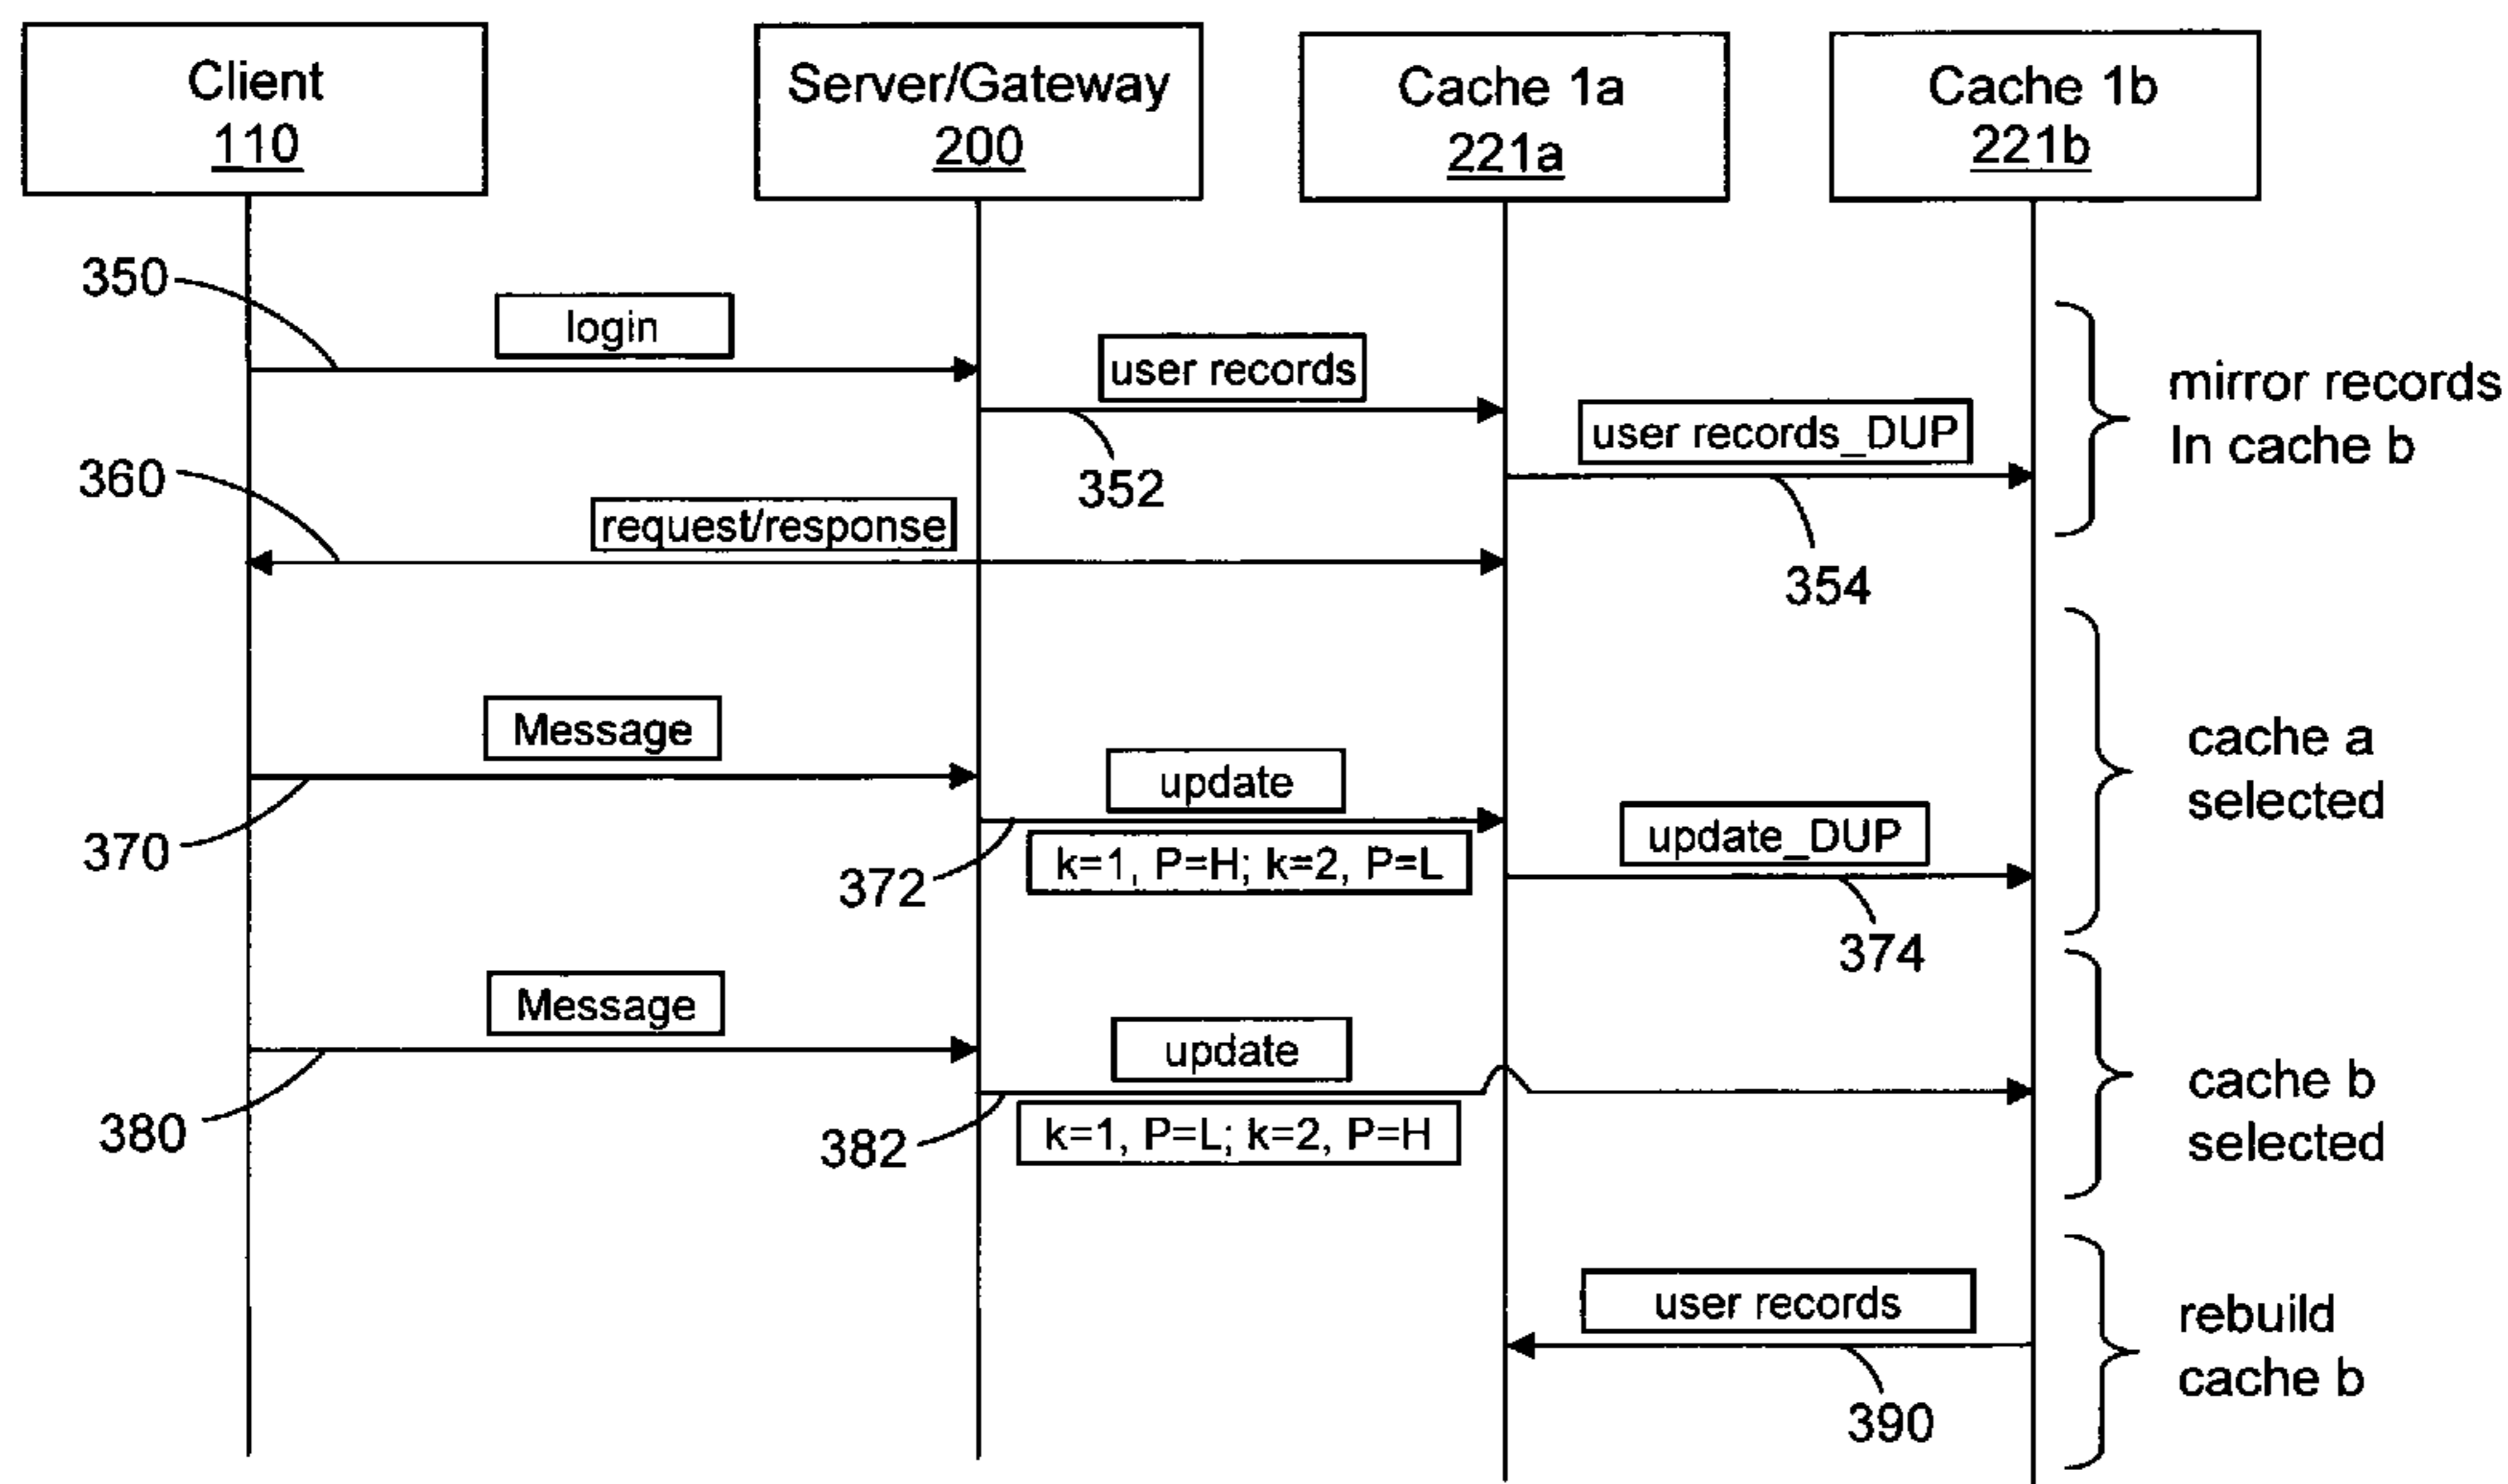 Client
110
Server/Gateway
200
Cache 1a
221a
Cache 1b
221b
350
login
user records
mirror records
In cache b
user records_DUP
360
352
request/response
354
Message
cache a
selected
update
update_DUP
370
372
k=1, P=H; k=2, P=L
374
Message
update
cache b
selected
380
382
k=1, P=L; k=2, P=H
user records
rebuild
cache b
390